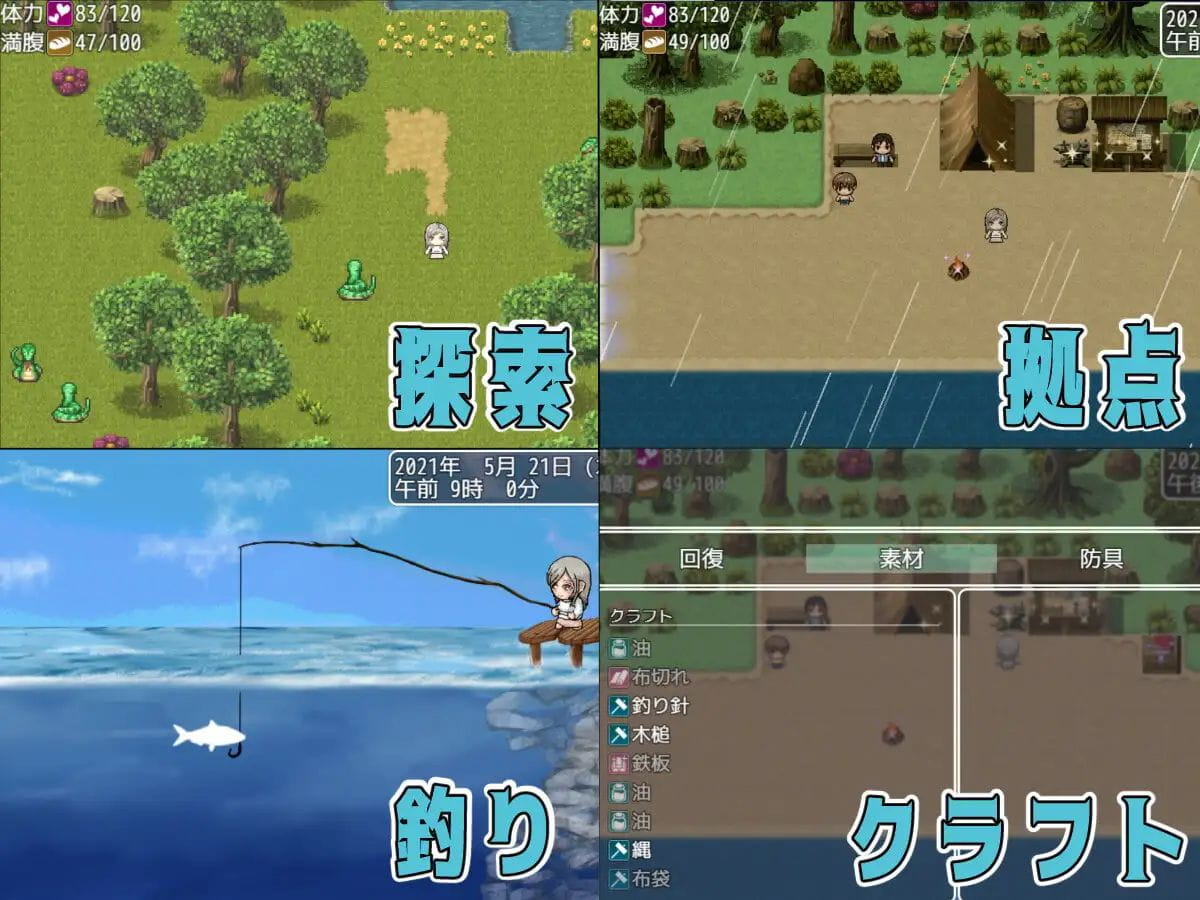 体力 83/120
満腹 47/100
探索
体力 83/120
満腹 49/100
202
午前
拠点
2021年 5月 21日 (
午前 9時 0分
釣り
体力 83/120
満腹 49/100
202
午後
回復 素材 防具
クラフト
油
布切れ
釣り針
木槌
鉄板
油
油
縄
布袋
クラフト